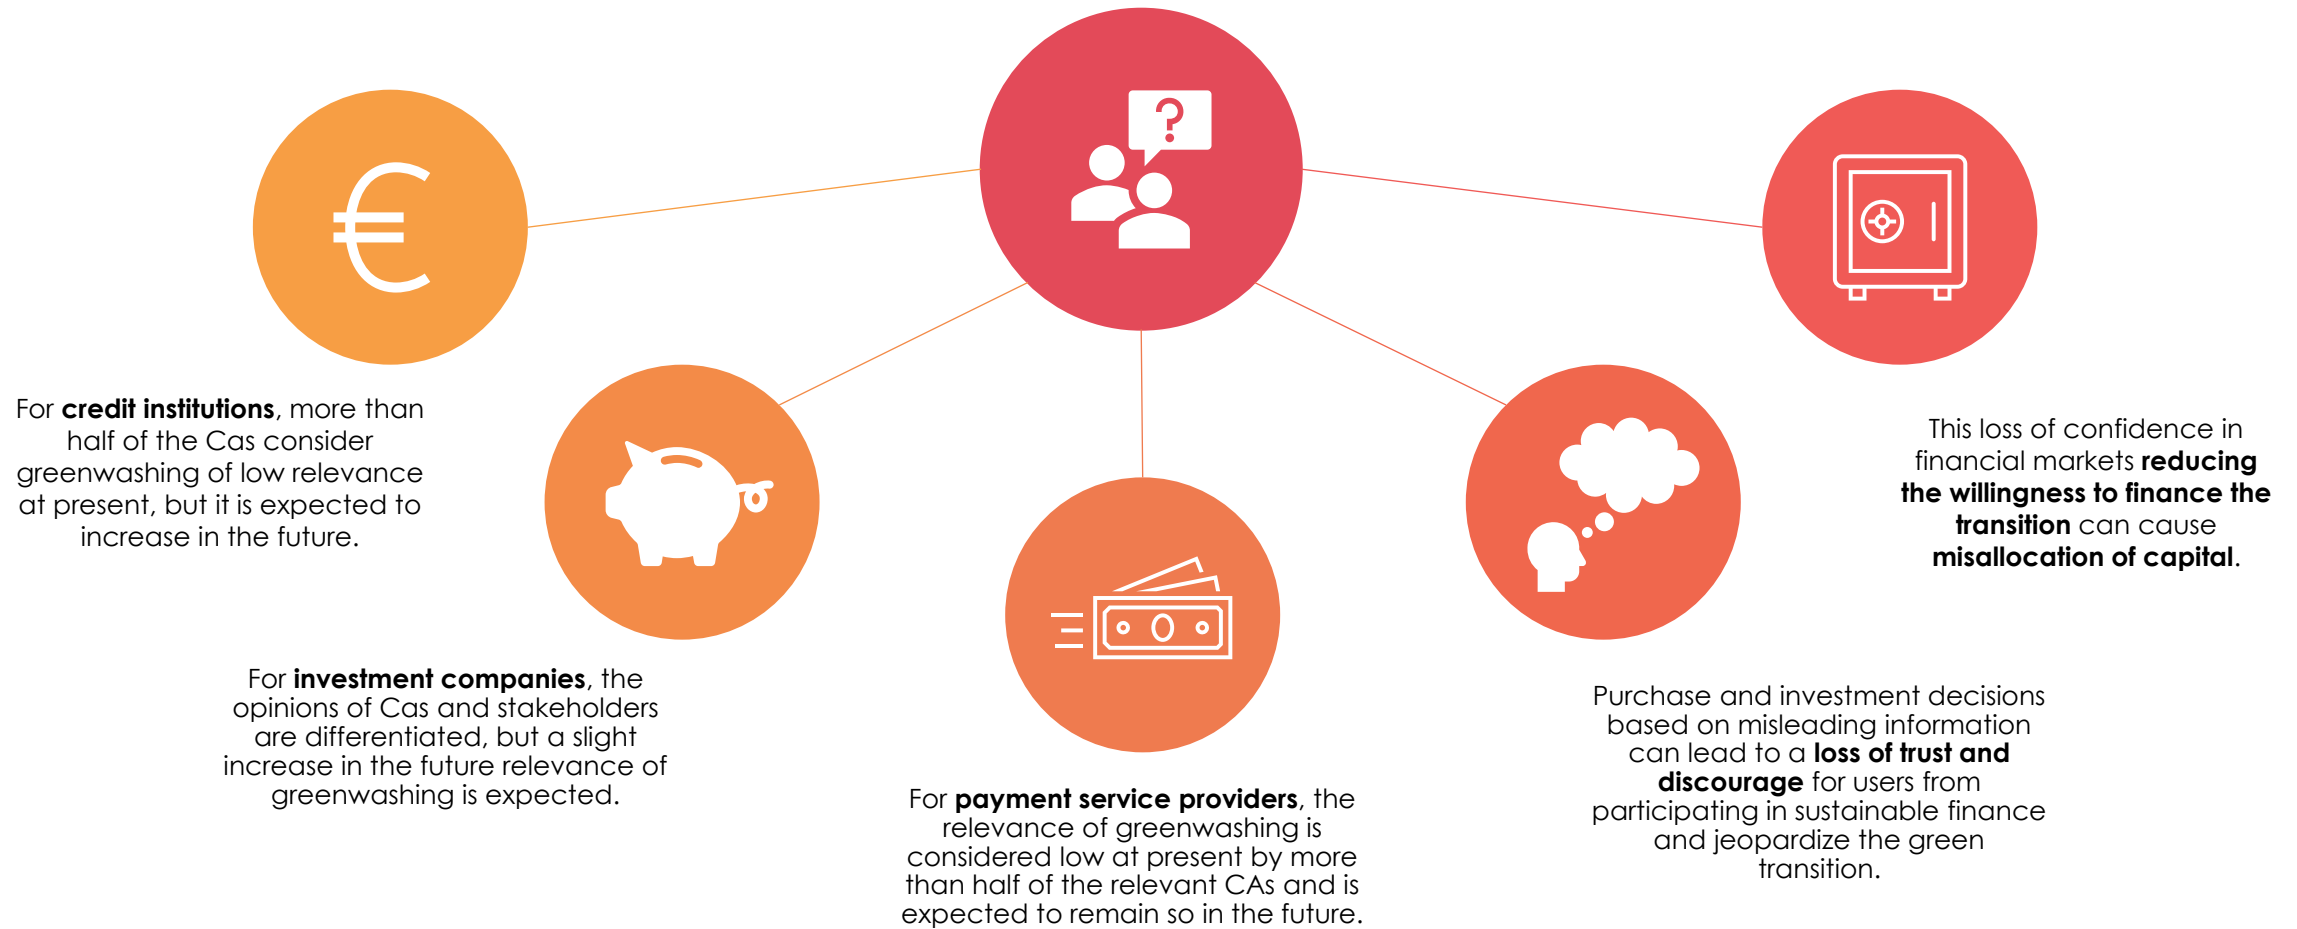 ?
€
For credit institutions, more than
half of the Cas consider
greenwashing of low relevance
at present, but it is expected to
increase in the future.
For investment companies, the
opinions of Cas and stakeholders
are differentiated, but a slight
increase in the future relevance of
greenwashing is expected.
For payment service providers, the
relevance of greenwashing is
considered low at present by more
than half of the relevant CAs and is
expected to remain so in the future.
Purchase and investment decisions
based on misleading information
can lead to a loss of trust and
discourage for users from
participating in sustainable finance
and jeopardize the green
transition.
This loss of confidence in
financial markets reducing
the willingness to finance the
transition can cause
misallocation of capital.